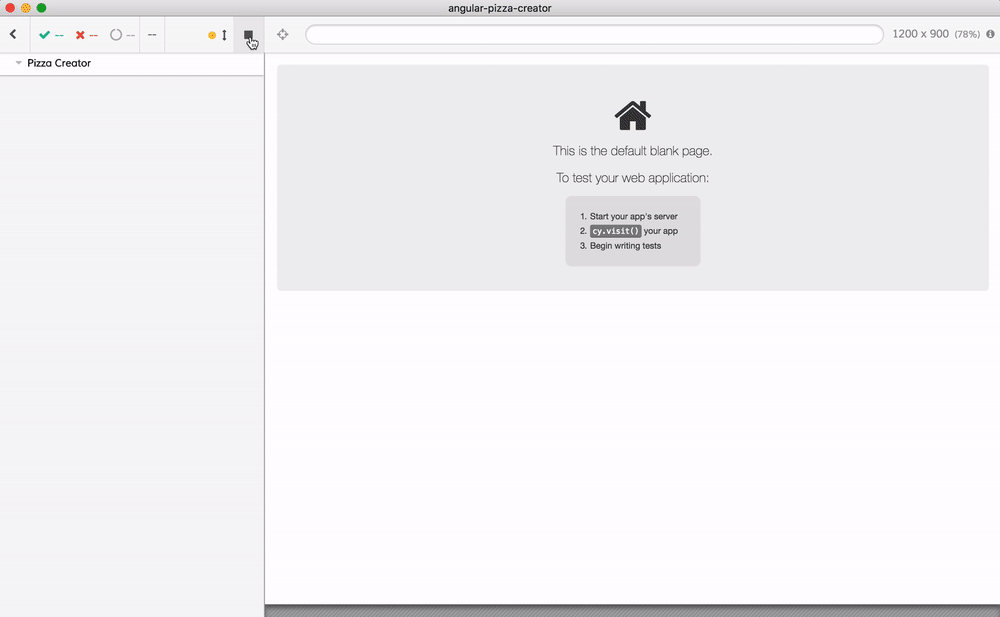 angular-pizza-creator
-- -- -- --
1200 x 900 (78%)
Pizza Creator
This is the default blank page.
To test your web application:
1. Start your app's server
2. cy.visit() your app
3. Begin writing tests